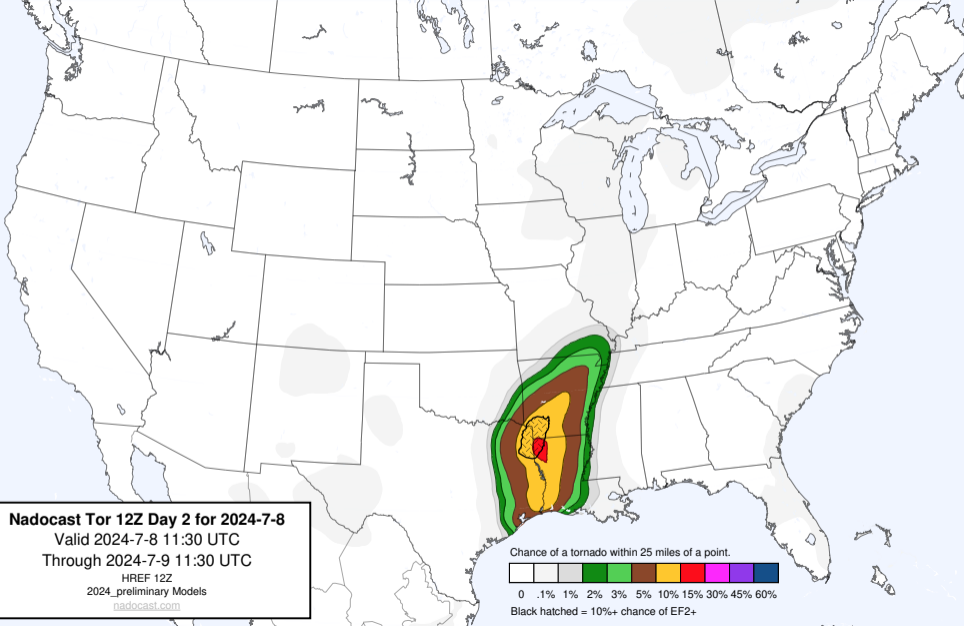 Nadocast Tor 12Z Day 2 for 2024-7-8
Valid 2024-7-8 11:30 UTC
Through 2024-7-9 11:30 UTC
HREF 12Z
2024_preliminary Models
nadocast.com
Chance of a tornado within 25 miles of a point.
0 .1% 1% 2% 3% 5% 10% 15% 30% 45% 60%
Black hatched = 10%+ chance of EF2+